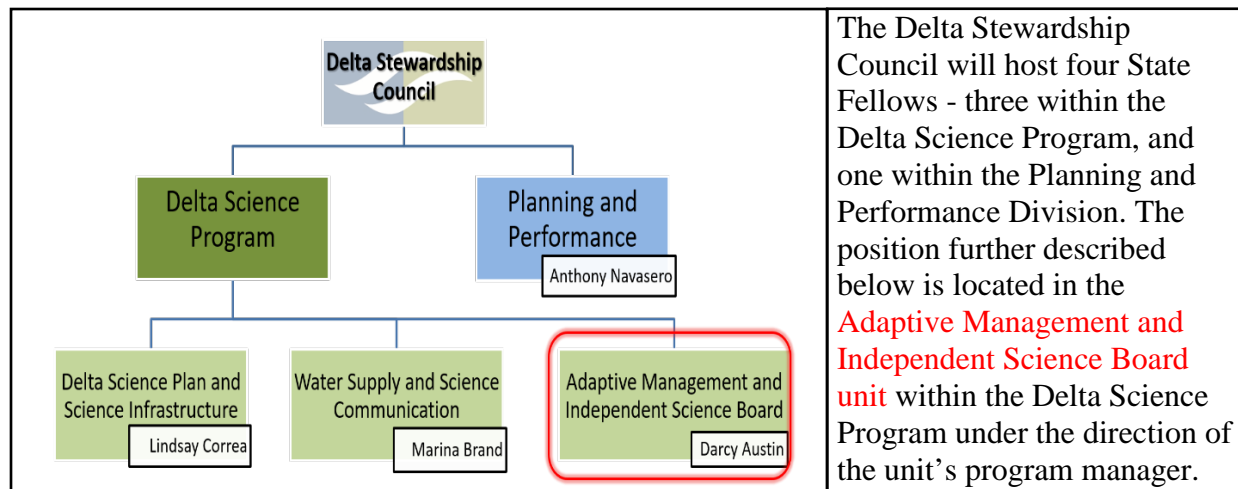 Delta Stewardship
Council
Delta Science
Program
Planning and
Performance
Anthony Navasero
Delta Science Plan and
Science Infrastructure
Lindsay Correa
Water Supply and Science
Communication
Marina Brand
Adaptive Management and
Independent Science Board
Darcy Austin
The Delta Stewardship
Council will host four State
Fellows - three within the
Delta Science Program, and
one within the Planning and
Performance Division. The
position further described
below is located in the
Adaptive Management and
Independent Science Board
unit within the Delta Science
Program under the direction of
the unit’s program manager.